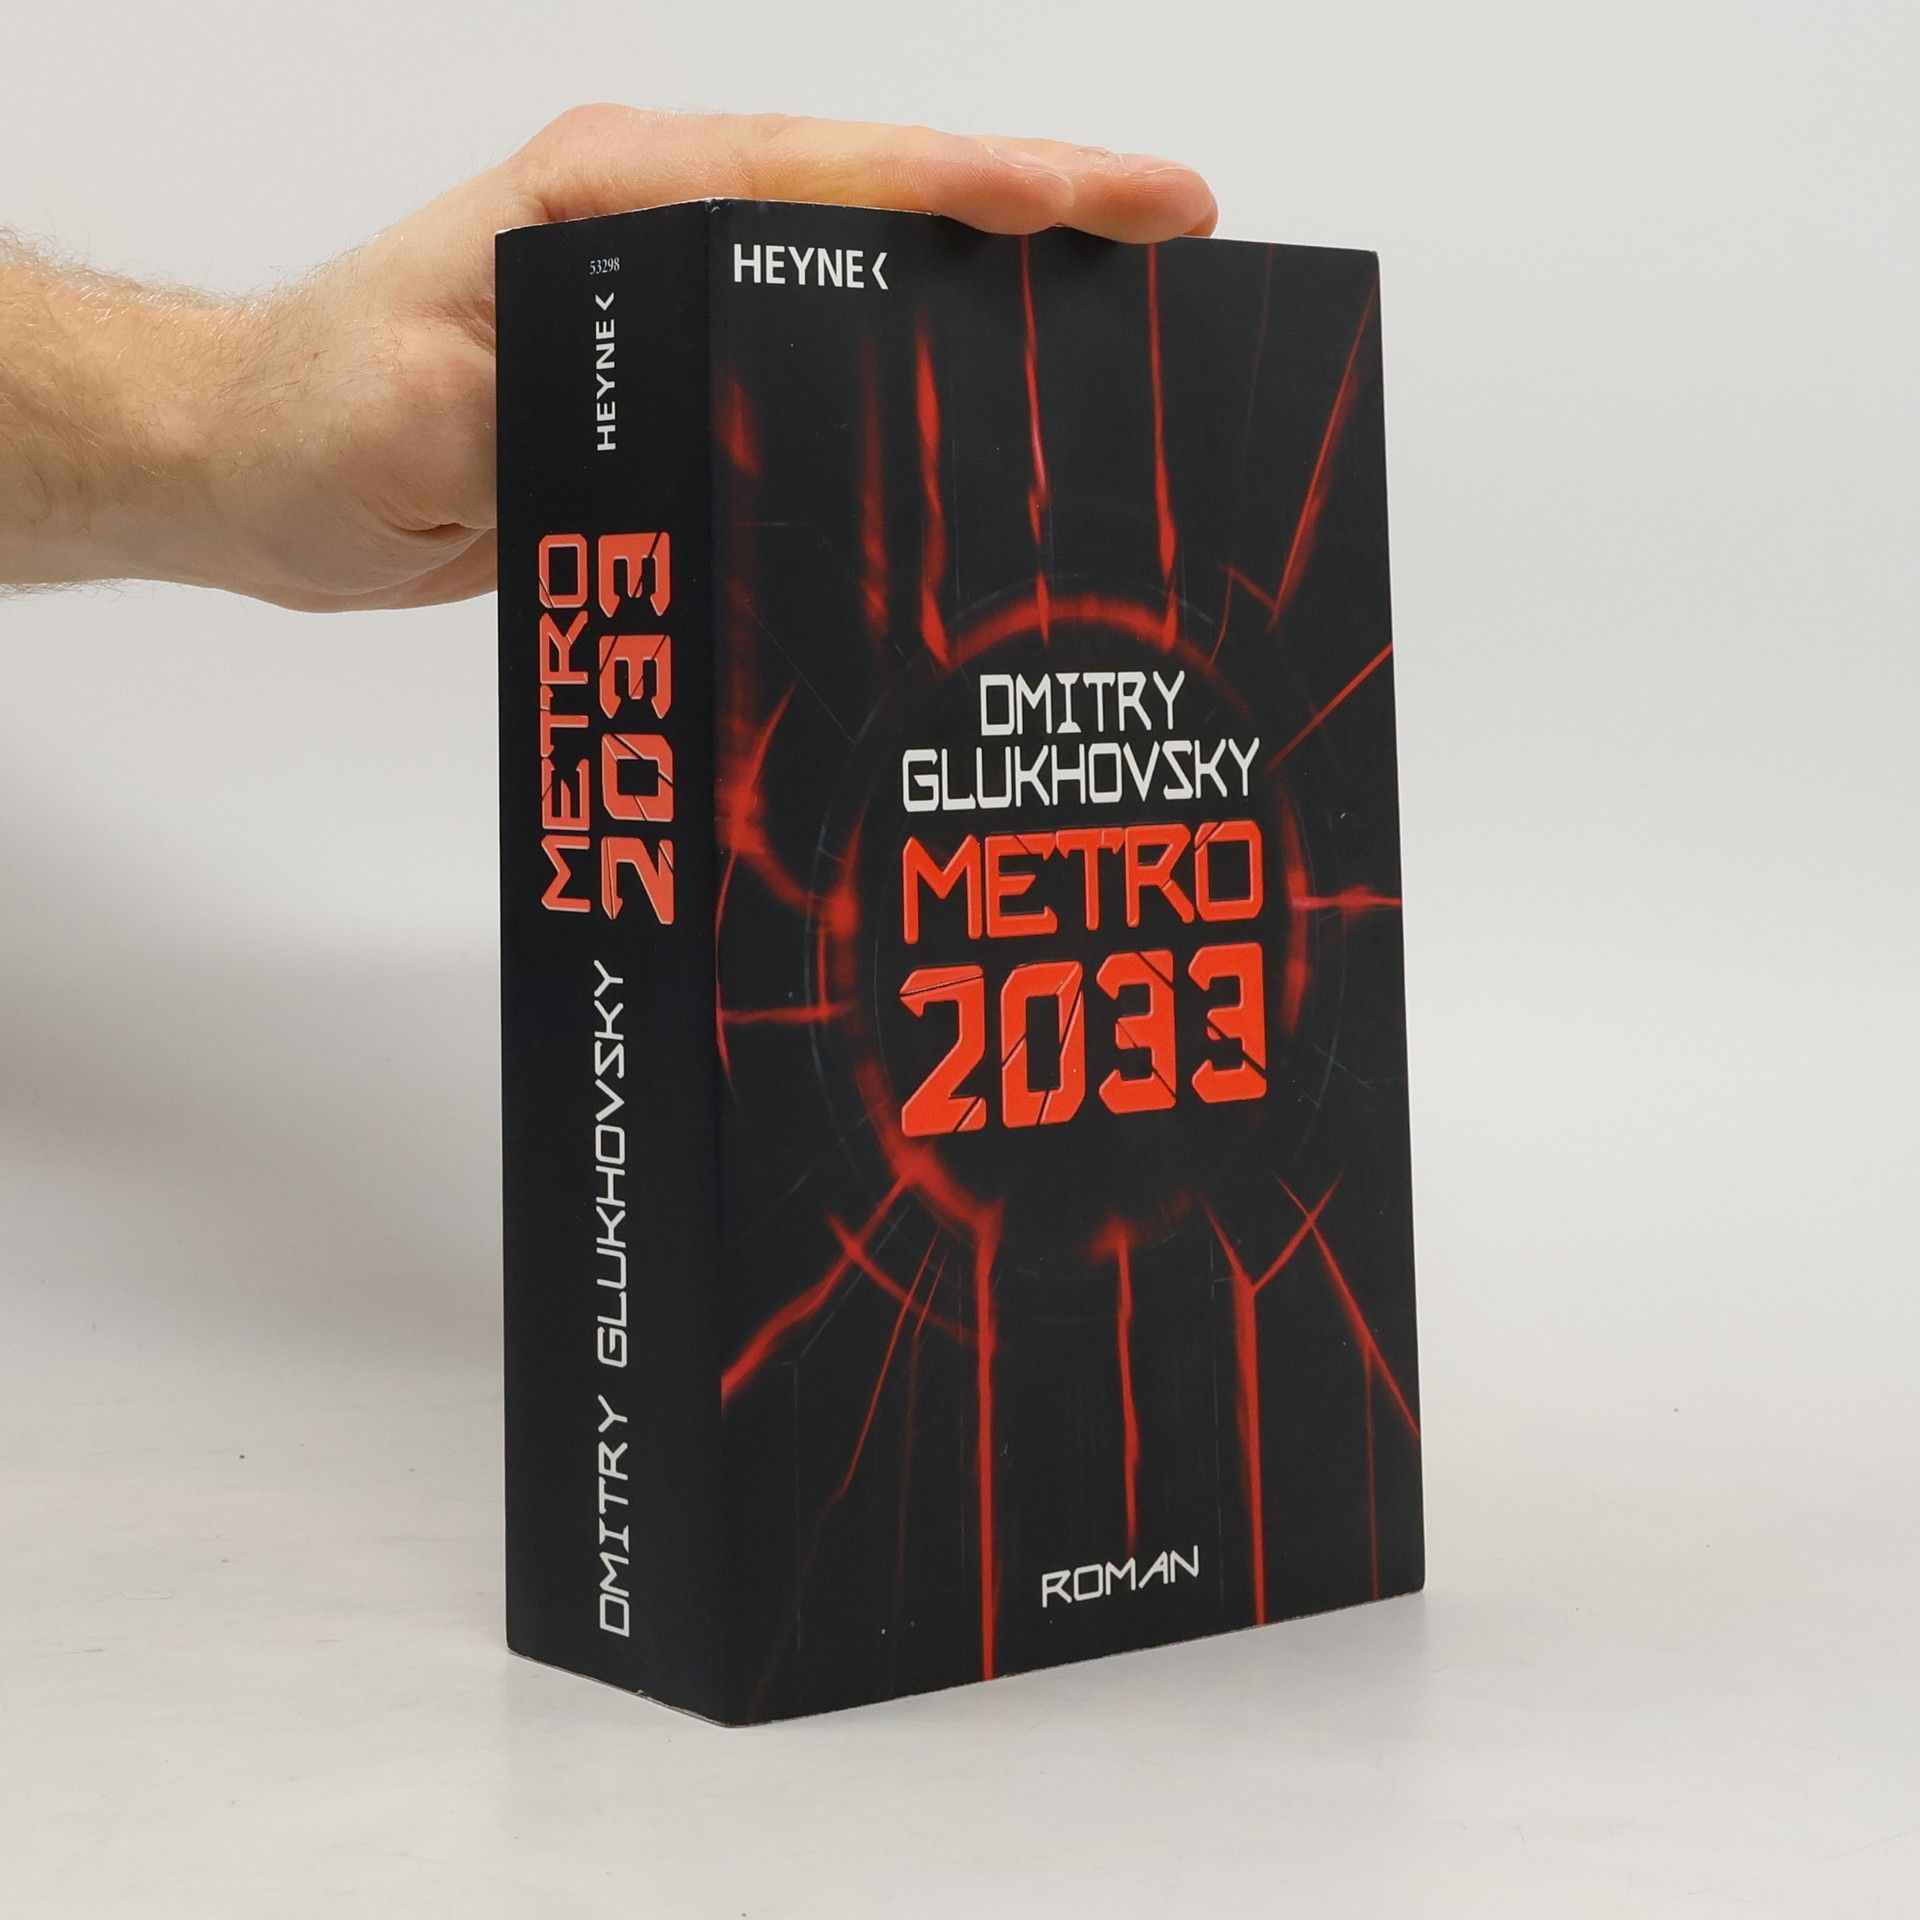 53298
HEYNE<
METRO
2033
DMITRY GLUKHOVSKY
HEYNE<
DMITRY
GLUKHOVSKY
METRO
2033
ROMAN